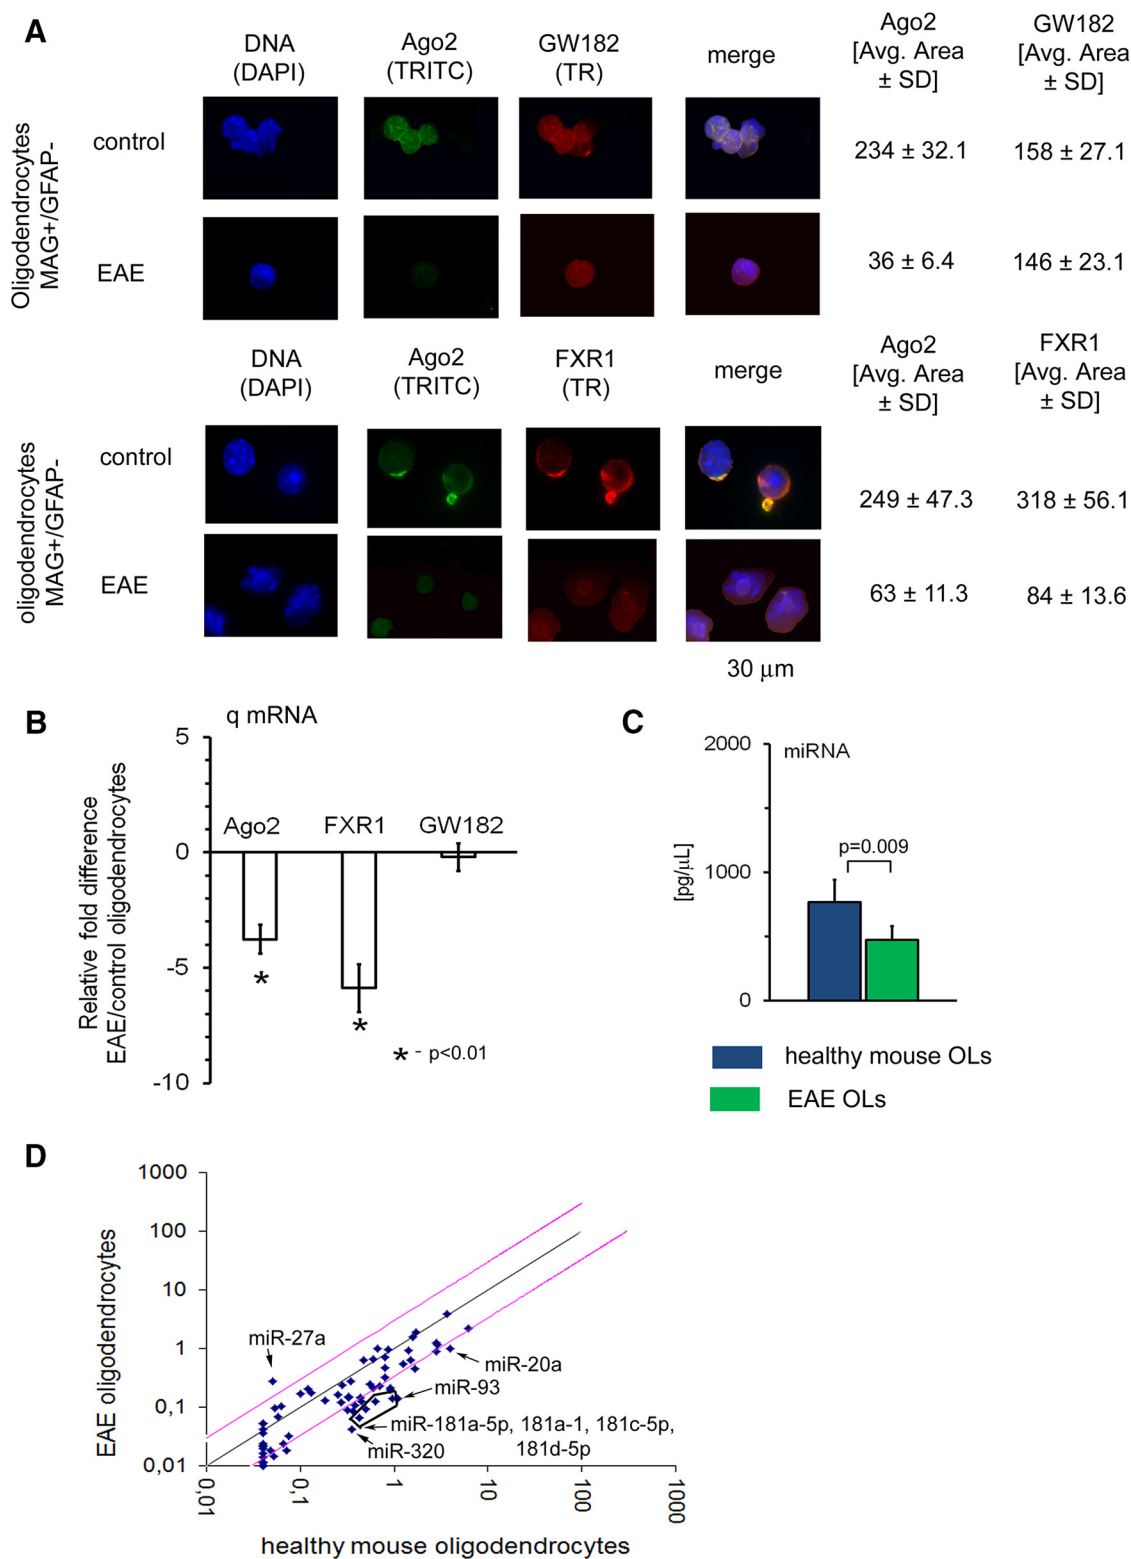 A
DNA
(DAPI)
Ago2
(TRITC)
GW182
(TR)
merge
Ago2
[Avg. Area
± SD]
GW182
[Avg. Area
± SD]
Oligodendrocytes
MAG+/GFAP-
control
234 ± 32.1
158 ± 27.1
EAE
36 ± 6.4
146 ± 23.1
DNA
(DAPI)
Ago2
(TRITC)
FXR1
(TR)
merge
Ago2
[Avg. Area
± SD]
FXR1
[Avg. Area
± SD]
oligodendrocytes
MAG+/GFAP-
control
249 ± 47.3
318 ± 56.1
EAE
63 ± 11.3
84 ± 13.6
30 μm
B
q mRNA
Relative fold difference
EAE/control oligodendrocytes
5
0
-5
-10
Ago2
FXR1
GW182
*
*
* - p<0.01
C
miRNA
[pg/μL]
2000
1000
0
p=0.009
healthy mouse OLs
EAE OLs
D
EAE oligodendrocytes
1000
100
10
1
0,1
0,01
miR-27a
miR-20a
miR-93
miR-181a-5p, 181a-1, 181c-5p,
181d-5p
miR-320
0,01
0,1
1
10
100
1000
healthy mouse oligodendrocytes